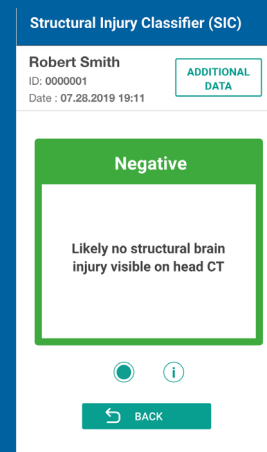 Structural Injury Classifier (SIC)
Robert Smith
ID: 0000001
Date : 07.28.2019 19:11
ADDITIONAL
DATA
Negative
Likely no structural brain
injury visible on head CT
i
BACK